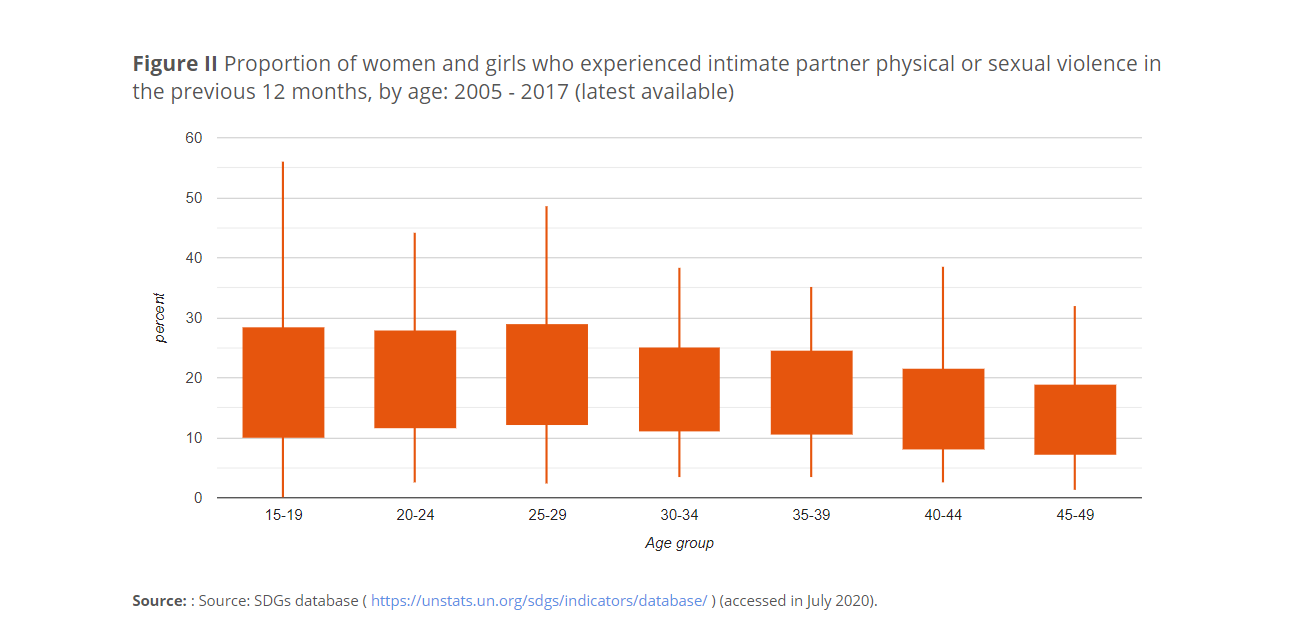 Figure II Proportion of women and girls who experienced intimate partner physical or sexual violence in
the previous 12 months, by age: 2005 - 2017 (latest available)
60
50
40
30
20
10
0
percent
15-19 20-24 25-29 30-34 35-39 40-44 45-49
Age group
Source: : Source: SDGs database ( https://unstats.un.org/sdgs/indicators/database/ ) (accessed in July 2020).